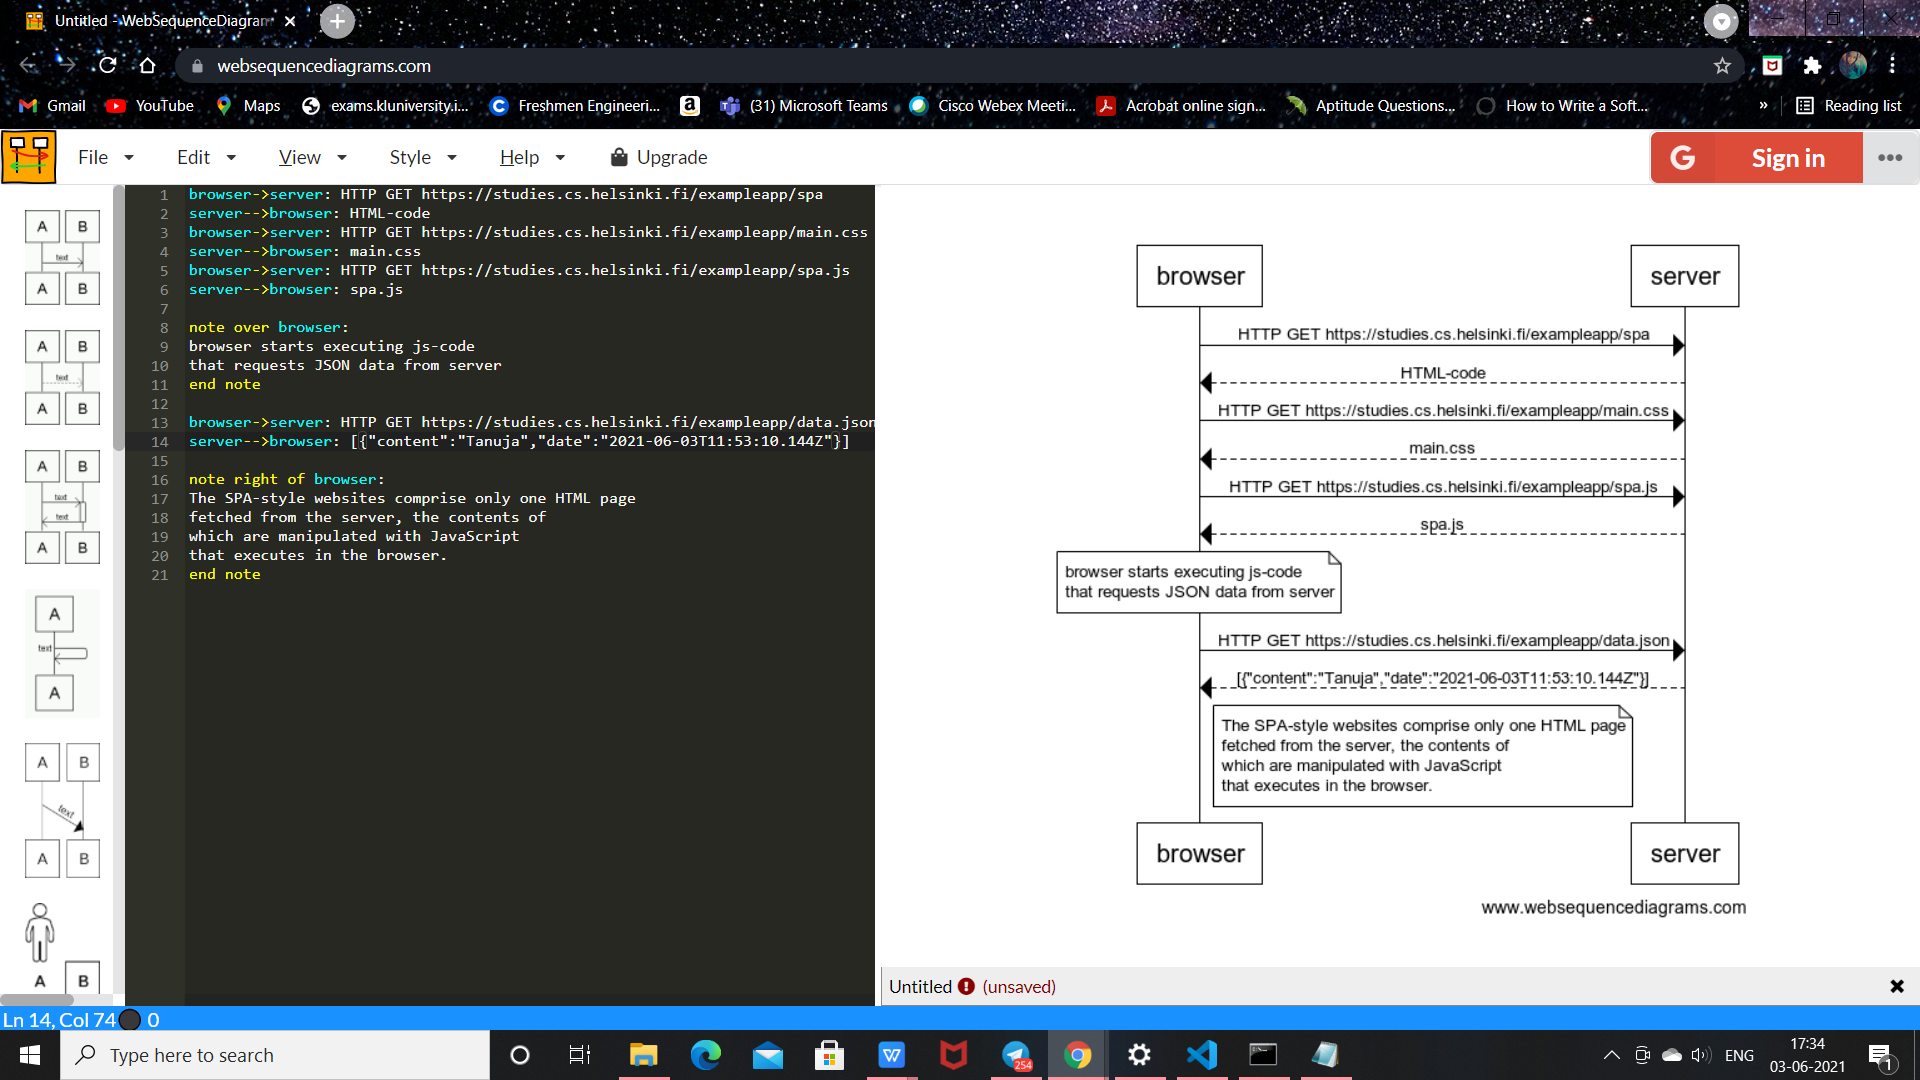 Untitled - WebSequenceDiagram
websequencediagrams.com
Gmail YouTube Maps exams.kluniversity.i... Freshmen Engineeri... (31) Microsoft Teams Cisco Webex Meeti... Acrobat online sign... Aptitude Questions... How to Write a Soft... » Reading list
File Edit View Style Help Upgrade
G Sign in
1 browser->server: HTTP GET https://studies.cs.helsinki.fi/exampleapp/spa
2 server-->browser: HTML-code
3 browser->server: HTTP GET https://studies.cs.helsinki.fi/exampleapp/main.css
4 server-->browser: main.css
5 browser->server: HTTP GET https://studies.cs.helsinki.fi/exampleapp/spa.js
6 server-->browser: spa.js
7
8 note over browser:
9 browser starts executing js-code
10 that requests JSON data from server
11 end note
12
13 browser->server: HTTP GET https://studies.cs.helsinki.fi/exampleapp/data.json
14 server-->browser: [{"content":"Tanuja","date":"2021-06-03T11:53:10.144Z"}]
15
16 note right of browser:
17 The SPA-style websites comprise only one HTML page
18 fetched from the server, the contents of
19 which are manipulated with JavaScript
20 that executes in the browser.
21 end note
A B
text
A B
A B
text
A B
A B
text
text
A B
A
text
A
A B
text
A B
A B
browser server
HTTP GET https://studies.cs.helsinki.fi/exampleapp/spa
HTML-code
HTTP GET https://studies.cs.helsinki.fi/exampleapp/main.css
main.css
HTTP GET https://studies.cs.helsinki.fi/exampleapp/spa.js
spa.js
browser starts executing js-code
that requests JSON data from server
HTTP GET https://studies.cs.helsinki.fi/exampleapp/data.json
[{"content":"Tanuja","date":"2021-06-03T11:53:10.144Z"}]
The SPA-style websites comprise only one HTML page
fetched from the server, the contents of
which are manipulated with JavaScript
that executes in the browser.
browser server
www.websequencediagrams.com
Untitled (unsaved)
Ln 14, Col 74 0
Type here to search
254
ENG
17:34
03-06-2021
1